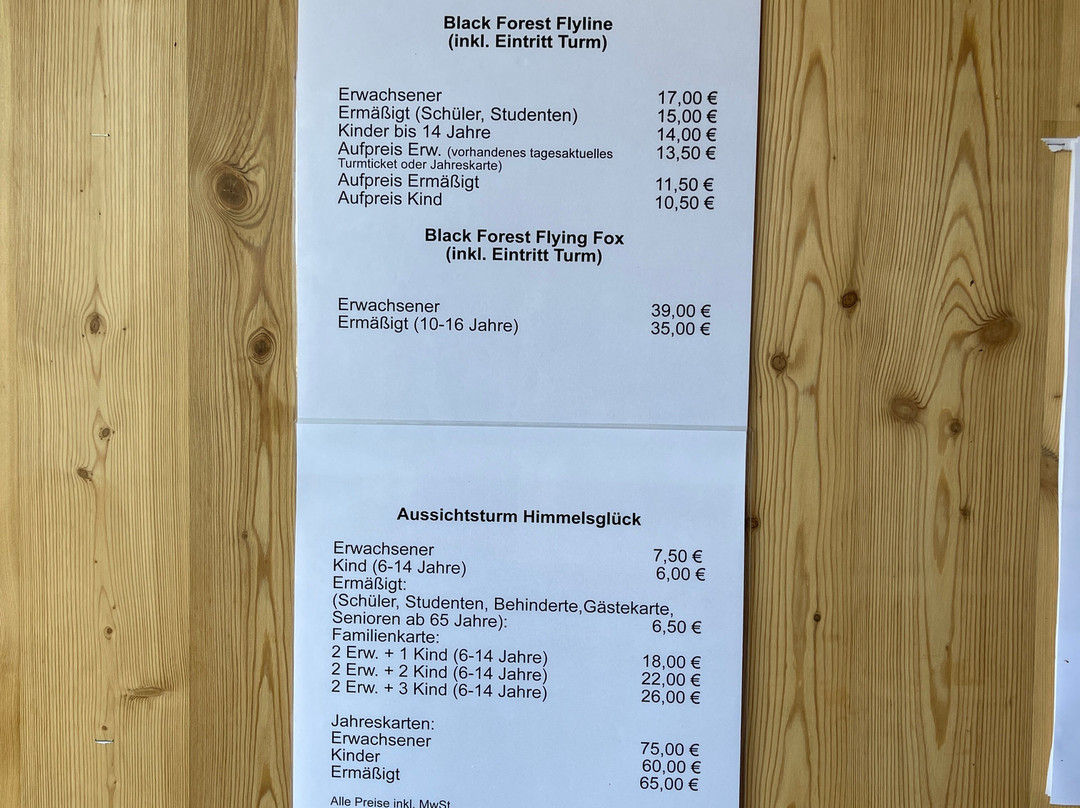 Black Forest Flyline
(inkl. Eintritt Turm)
Erwachsener 17,00 €
Ermäßigt (Schüler, Studenten) 15,00 €
Kinder bis 14 Jahre 14,00 €
Aufpreis Erw. (vorhandenes tagesaktuelles 13,50 €
Turmticket oder Jahreskarte)
Aufpreis Ermäßigt 11,50 €
Aufpreis Kind 10,50 €
Black Forest Flying Fox
(inkl. Eintritt Turm)
Erwachsener 39,00 €
Ermäßigt (10-16 Jahre) 35,00 €
Aussichtsturm Himmelsglück
Erwachsener 7,50 €
Kind (6-14 Jahre) 6,00 €
Ermäßigt:
(Schüler, Studenten, Behinderte,Gästekarte,
Senioren ab 65 Jahre): 6,50 €
Familienkarte:
2 Erw. + 1 Kind (6-14 Jahre) 18,00 €
2 Erw. + 2 Kind (6-14 Jahre) 22,00 €
2 Erw. + 3 Kind (6-14 Jahre) 26,00 €
Jahreskarten:
Erwachsener 75,00 €
Kinder 60,00 €
Ermäßigt 65,00 €
Alle Preise inkl. MwSt